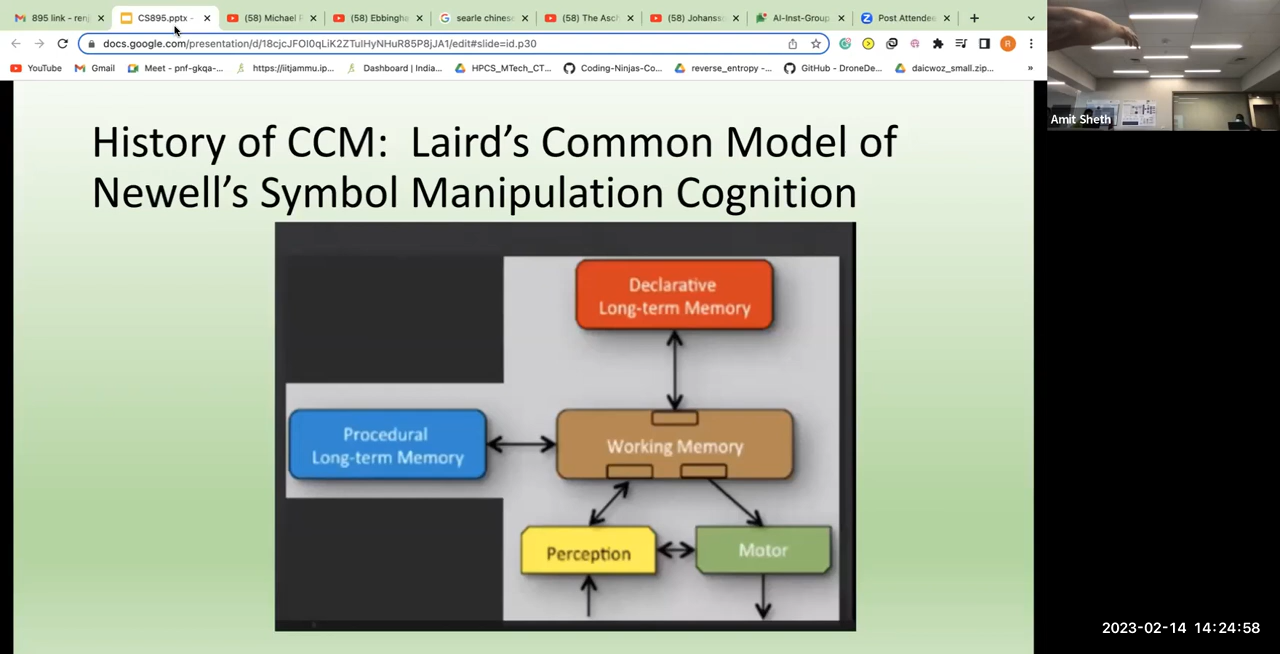 895 link - renj
CS895.pptx -
(58) Michael F
(58) Ebbingh
searle chines
(58) The Asc
(58) Johanss
AI-Inst-Group
Post Attendee
docs.google.com/presentation/d/18cjcJFOI0qLiK2ZTuIHyNHuR85P8jJA1/edit#slide=id.p30
R
YouTube
Gmail
Meet - pnf-gkqa-...
https://iitjammu.ip...
Dashboard | India...
HPCS_MTech_CT...
Coding-Ninjas-Co...
reverse_entropy -...
GitHub - DroneDe...
daicwoz_small.zip...
»
Amit Sheth
History of CCM: Laird's Common Model of
Newell's Symbol Manipulation Cognition
Declarative
Long-term Memory
Procedural
Long-term Memory
Working Memory
Perception
Motor
2023-02-14 14:24:58